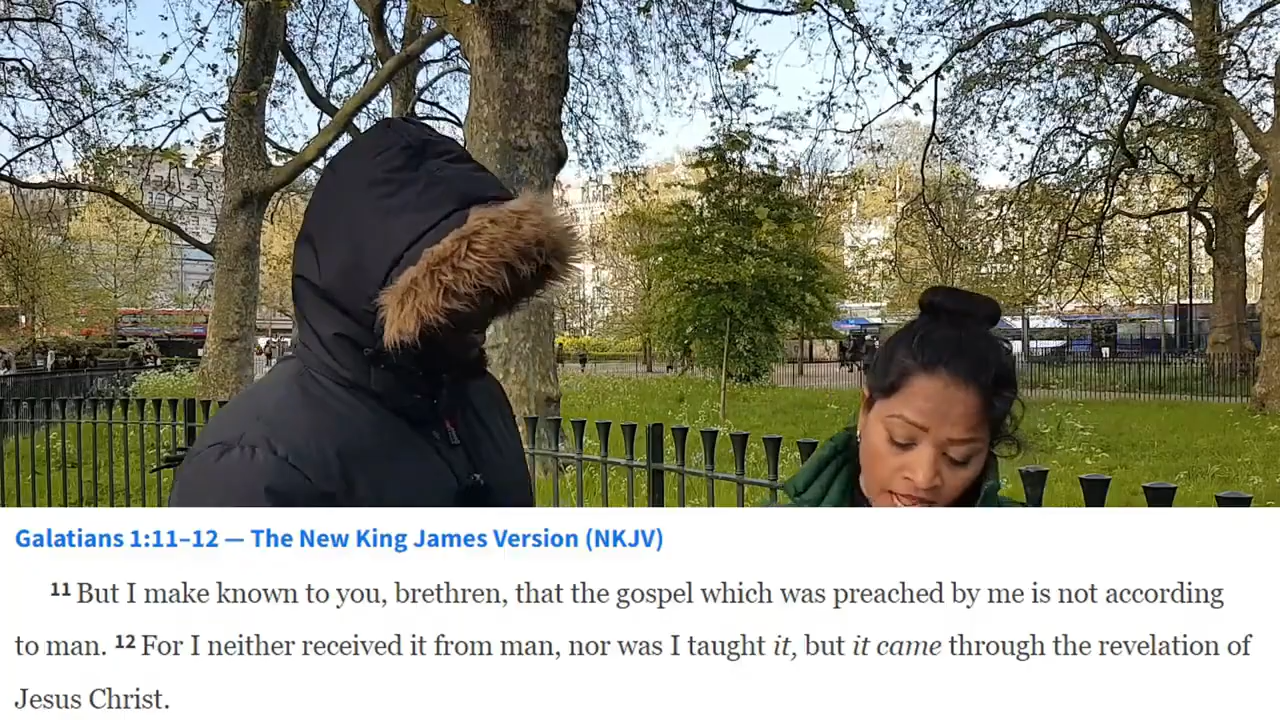 Galatians 1:11–12 — The New King James Version (NKJV)
11 But I make known to you, brethren, that the gospel which was preached by me is not according
to man. 12 For I neither received it from man, nor was I taught it, but it came through the revelation of
Jesus Christ.